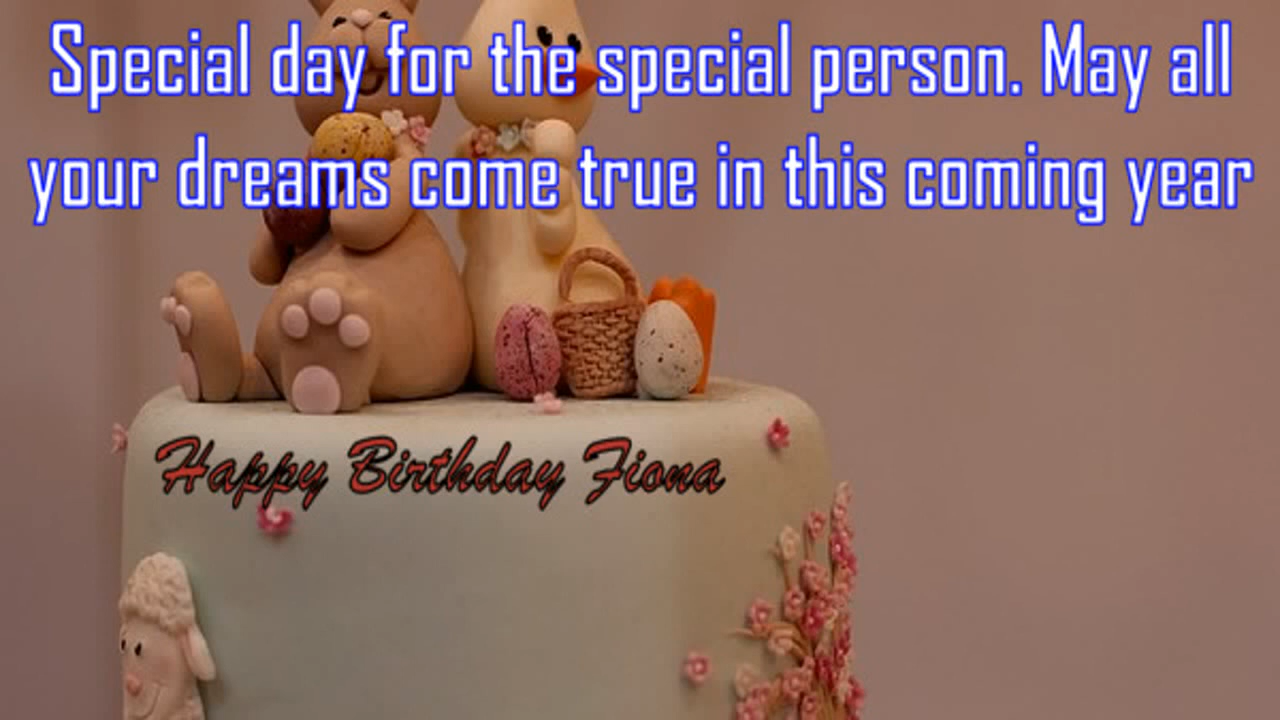 Special day for the special person. May all
your dreams come true in this coming year
Happy Birthday Fiona